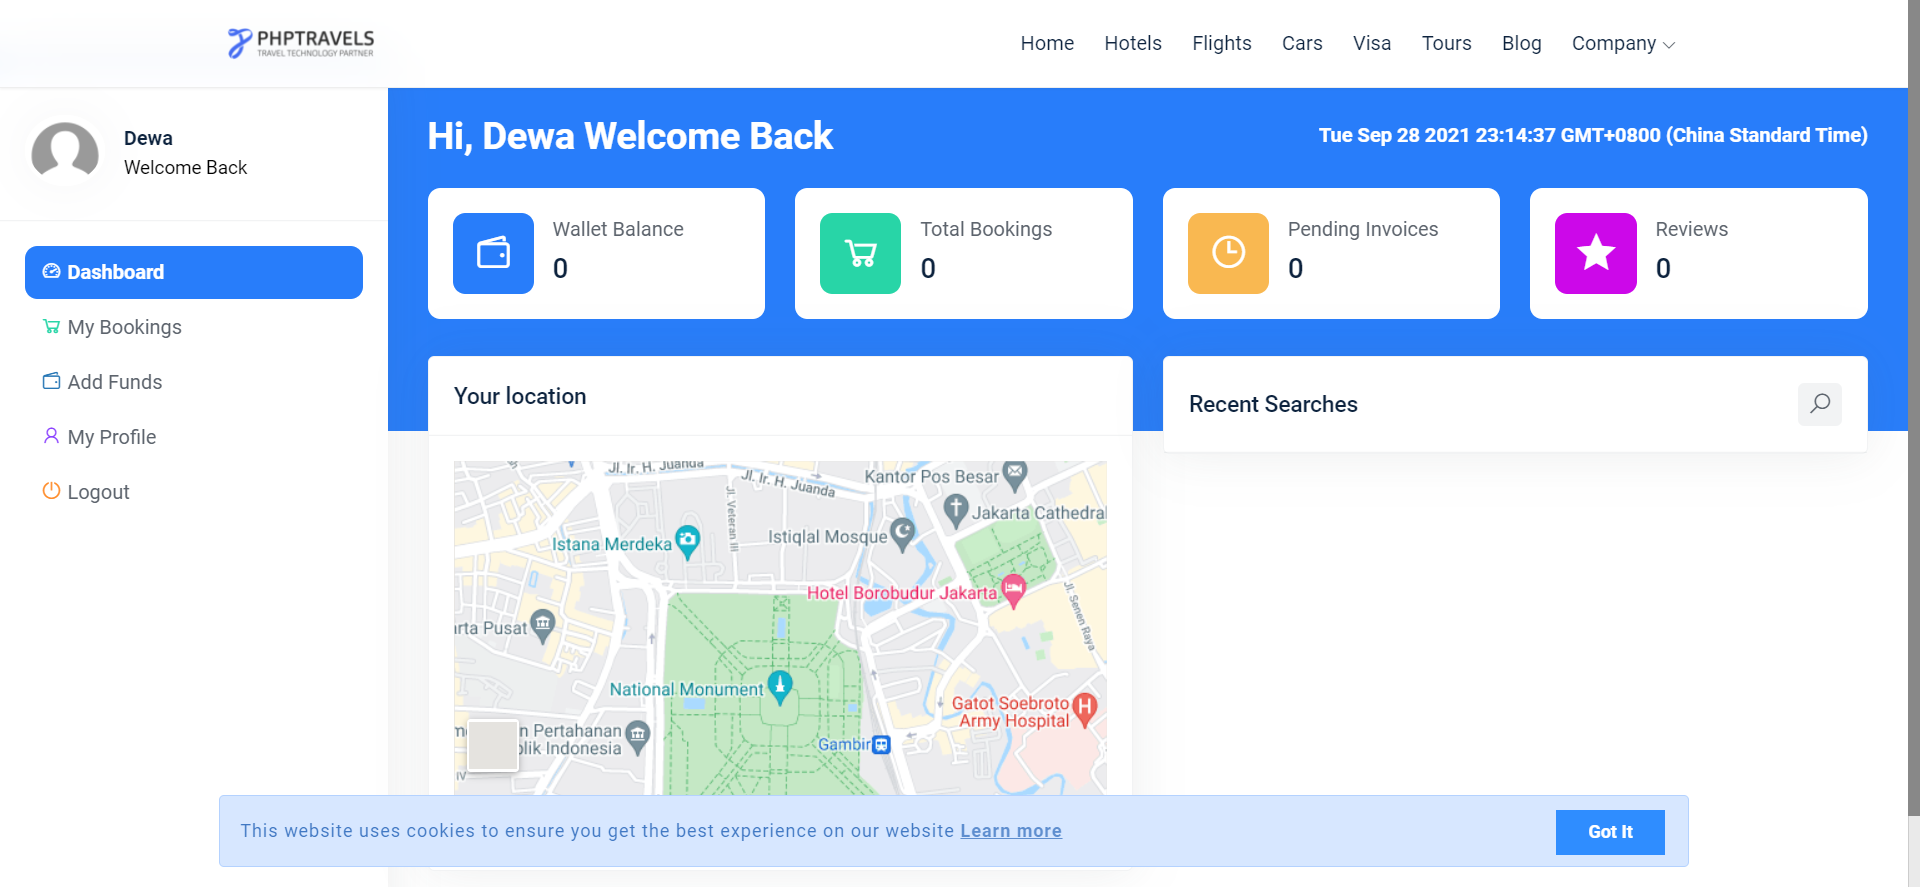 PHPTRAVELS
TRAVEL TECHNOLOGY PARTNER
Home
Hotels
Flights
Cars
Visa
Tours
Blog
Company
Dewa
Welcome Back
Dashboard
My Bookings
Add Funds
My Profile
Logout
Hi, Dewa Welcome Back
Tue Sep 28 2021 23:14:37 GMT+0800 (China Standard Time)
Wallet Balance
0
Total Bookings
0
Pending Invoices
0
Reviews
0
Your location
Recent Searches
Jl. Ir. H. Juanda
Jl. Ir. H. Juanda
Kantor Pos Besar
Jl. Veteran III
Jakarta Cathedral
Istiqlal Mosque
Istana Merdeka
Hotel Borobudur Jakarta
Jl. Senen Raya
rta Pusat
National Monument
Gatot Soebroto
Army Hospital
n Pertahanan
blik Indonesia
Gambir
This website uses cookies to ensure you get the best experience on our website Learn more
Got It